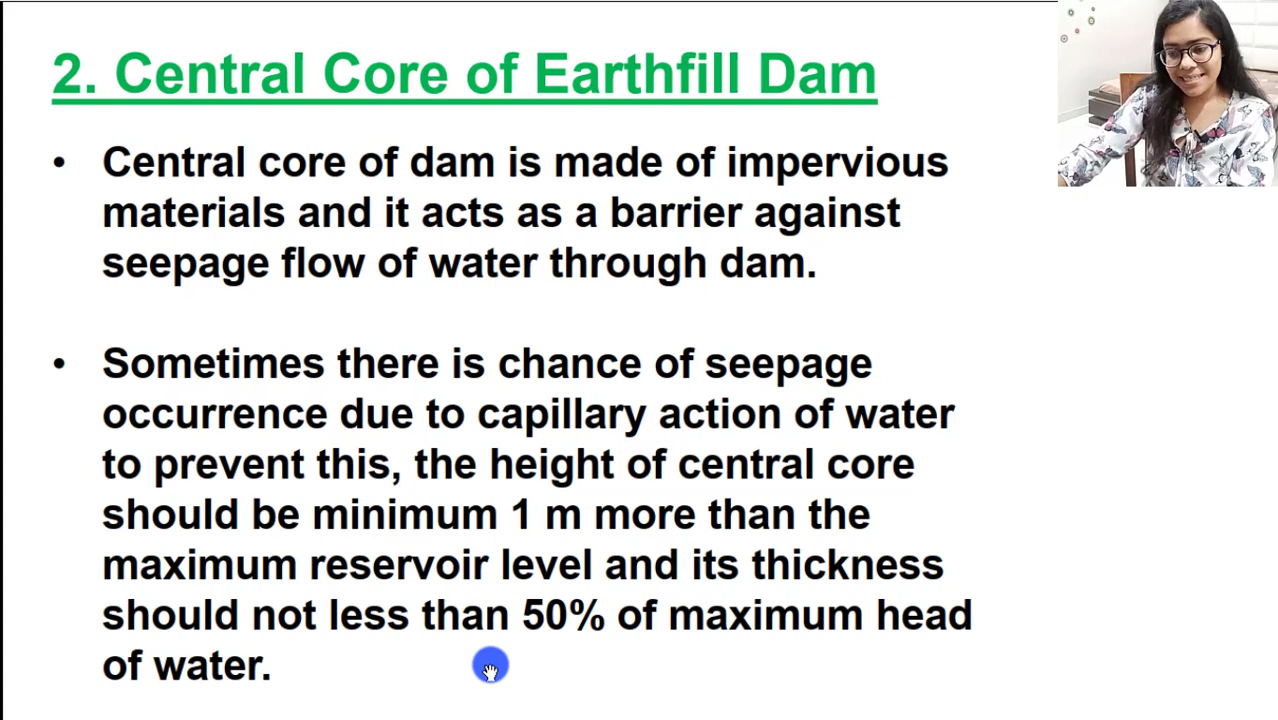 2. Central Core of Earthfill Dam
• Central core of dam is made of impervious
materials and it acts as a barrier against
seepage flow of water through dam.
• Sometimes there is chance of seepage
occurrence due to capillary action of water
to prevent this, the height of central core
should be minimum 1 m more than the
maximum reservoir level and its thickness
should not less than 50% of maximum head
of water.